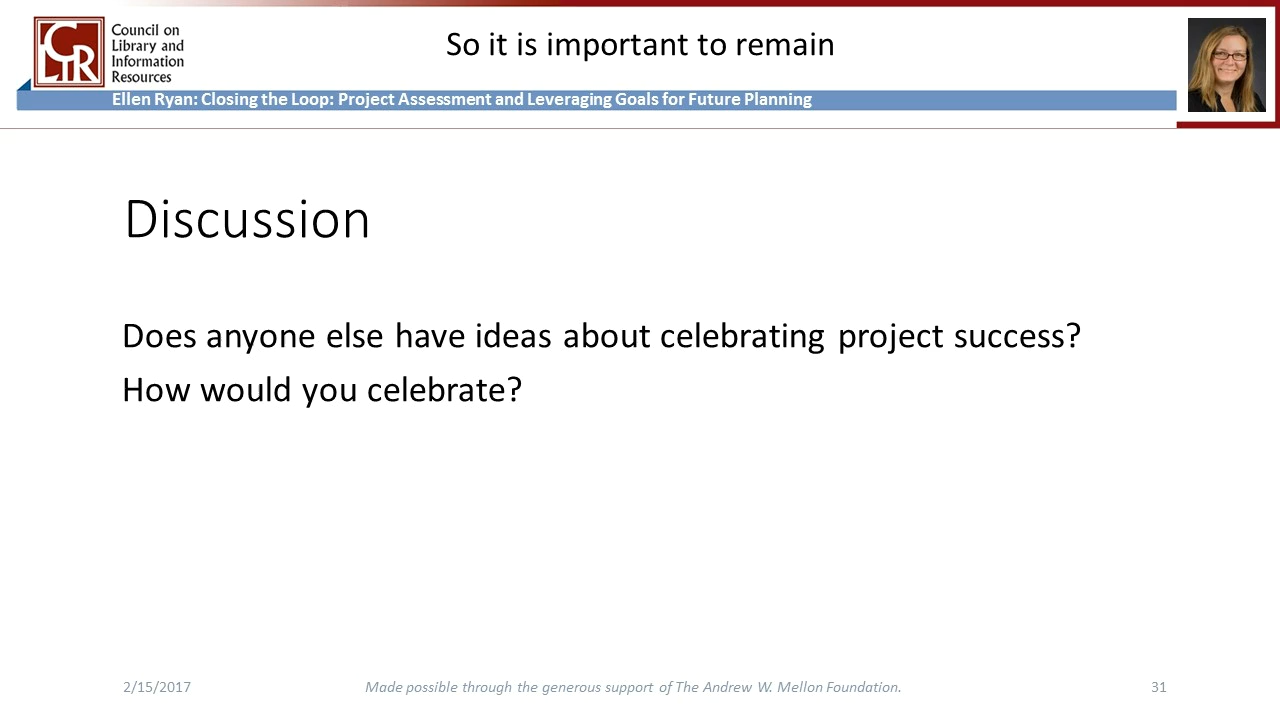 So it is important to remain
CLIR
Council on
Library and
Information
Resources
Ellen Ryan: Closing the Loop: Project Assessment and Leveraging Goals for Future Planning
Discussion
Does anyone else have ideas about celebrating project success?
How would you celebrate?
2/15/2017
Made possible through the generous support of The Andrew W. Mellon Foundation.
31